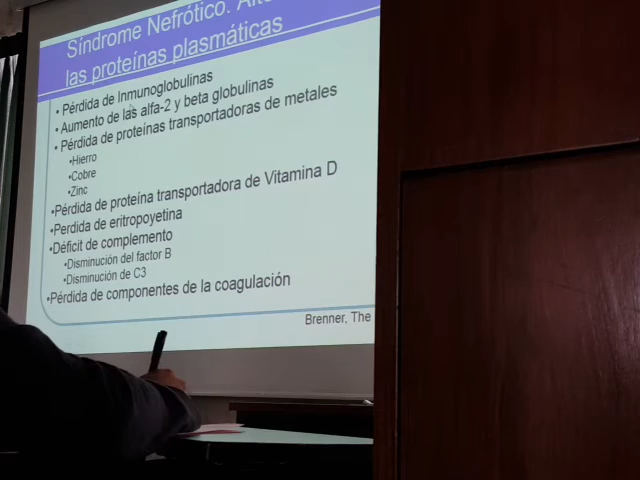 Síndrome Nefrótico.
las proteínas plasmáticas
• Pérdida de Inmunoglobulinas
• Aumento de las alfa-2 y beta globulinas
• Pérdida de proteínas transportadoras de metales
•Hierro
•Cobre
•Zinc
•Pérdida de proteína transportadora de Vitamina D
•Perdida de eritropoyetina
•Déficit de complemento
•Disminución del factor B
•Disminución de C3
•Pérdida de componentes de la coagulación
Brenner, The